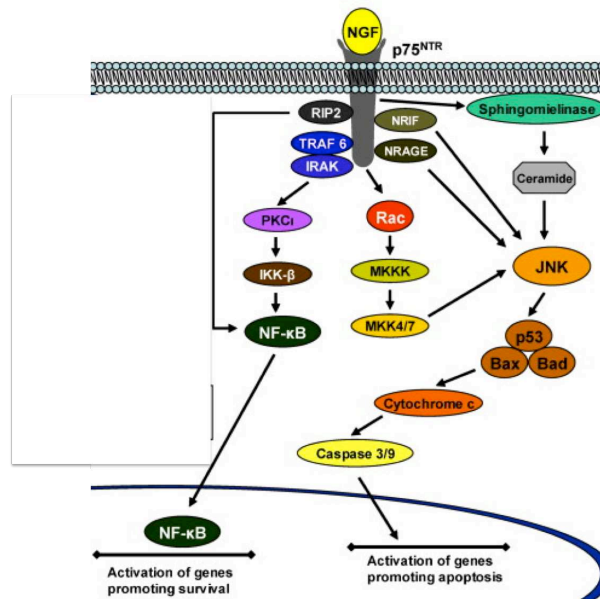 NGF
p75NTR
RIP2
NRIF
Sphingomielinase
TRAF 6
NRAGE
IRAK
Ceramide
PKCι
Rac
IKK-β
MKKK
JNK
NF-κB
MKK4/7
p53
Bax
Bad
Cytochrome c
Caspase 3/9
NF-κB
Activation of genes
promoting survival
Activation of genes
promoting apoptosis